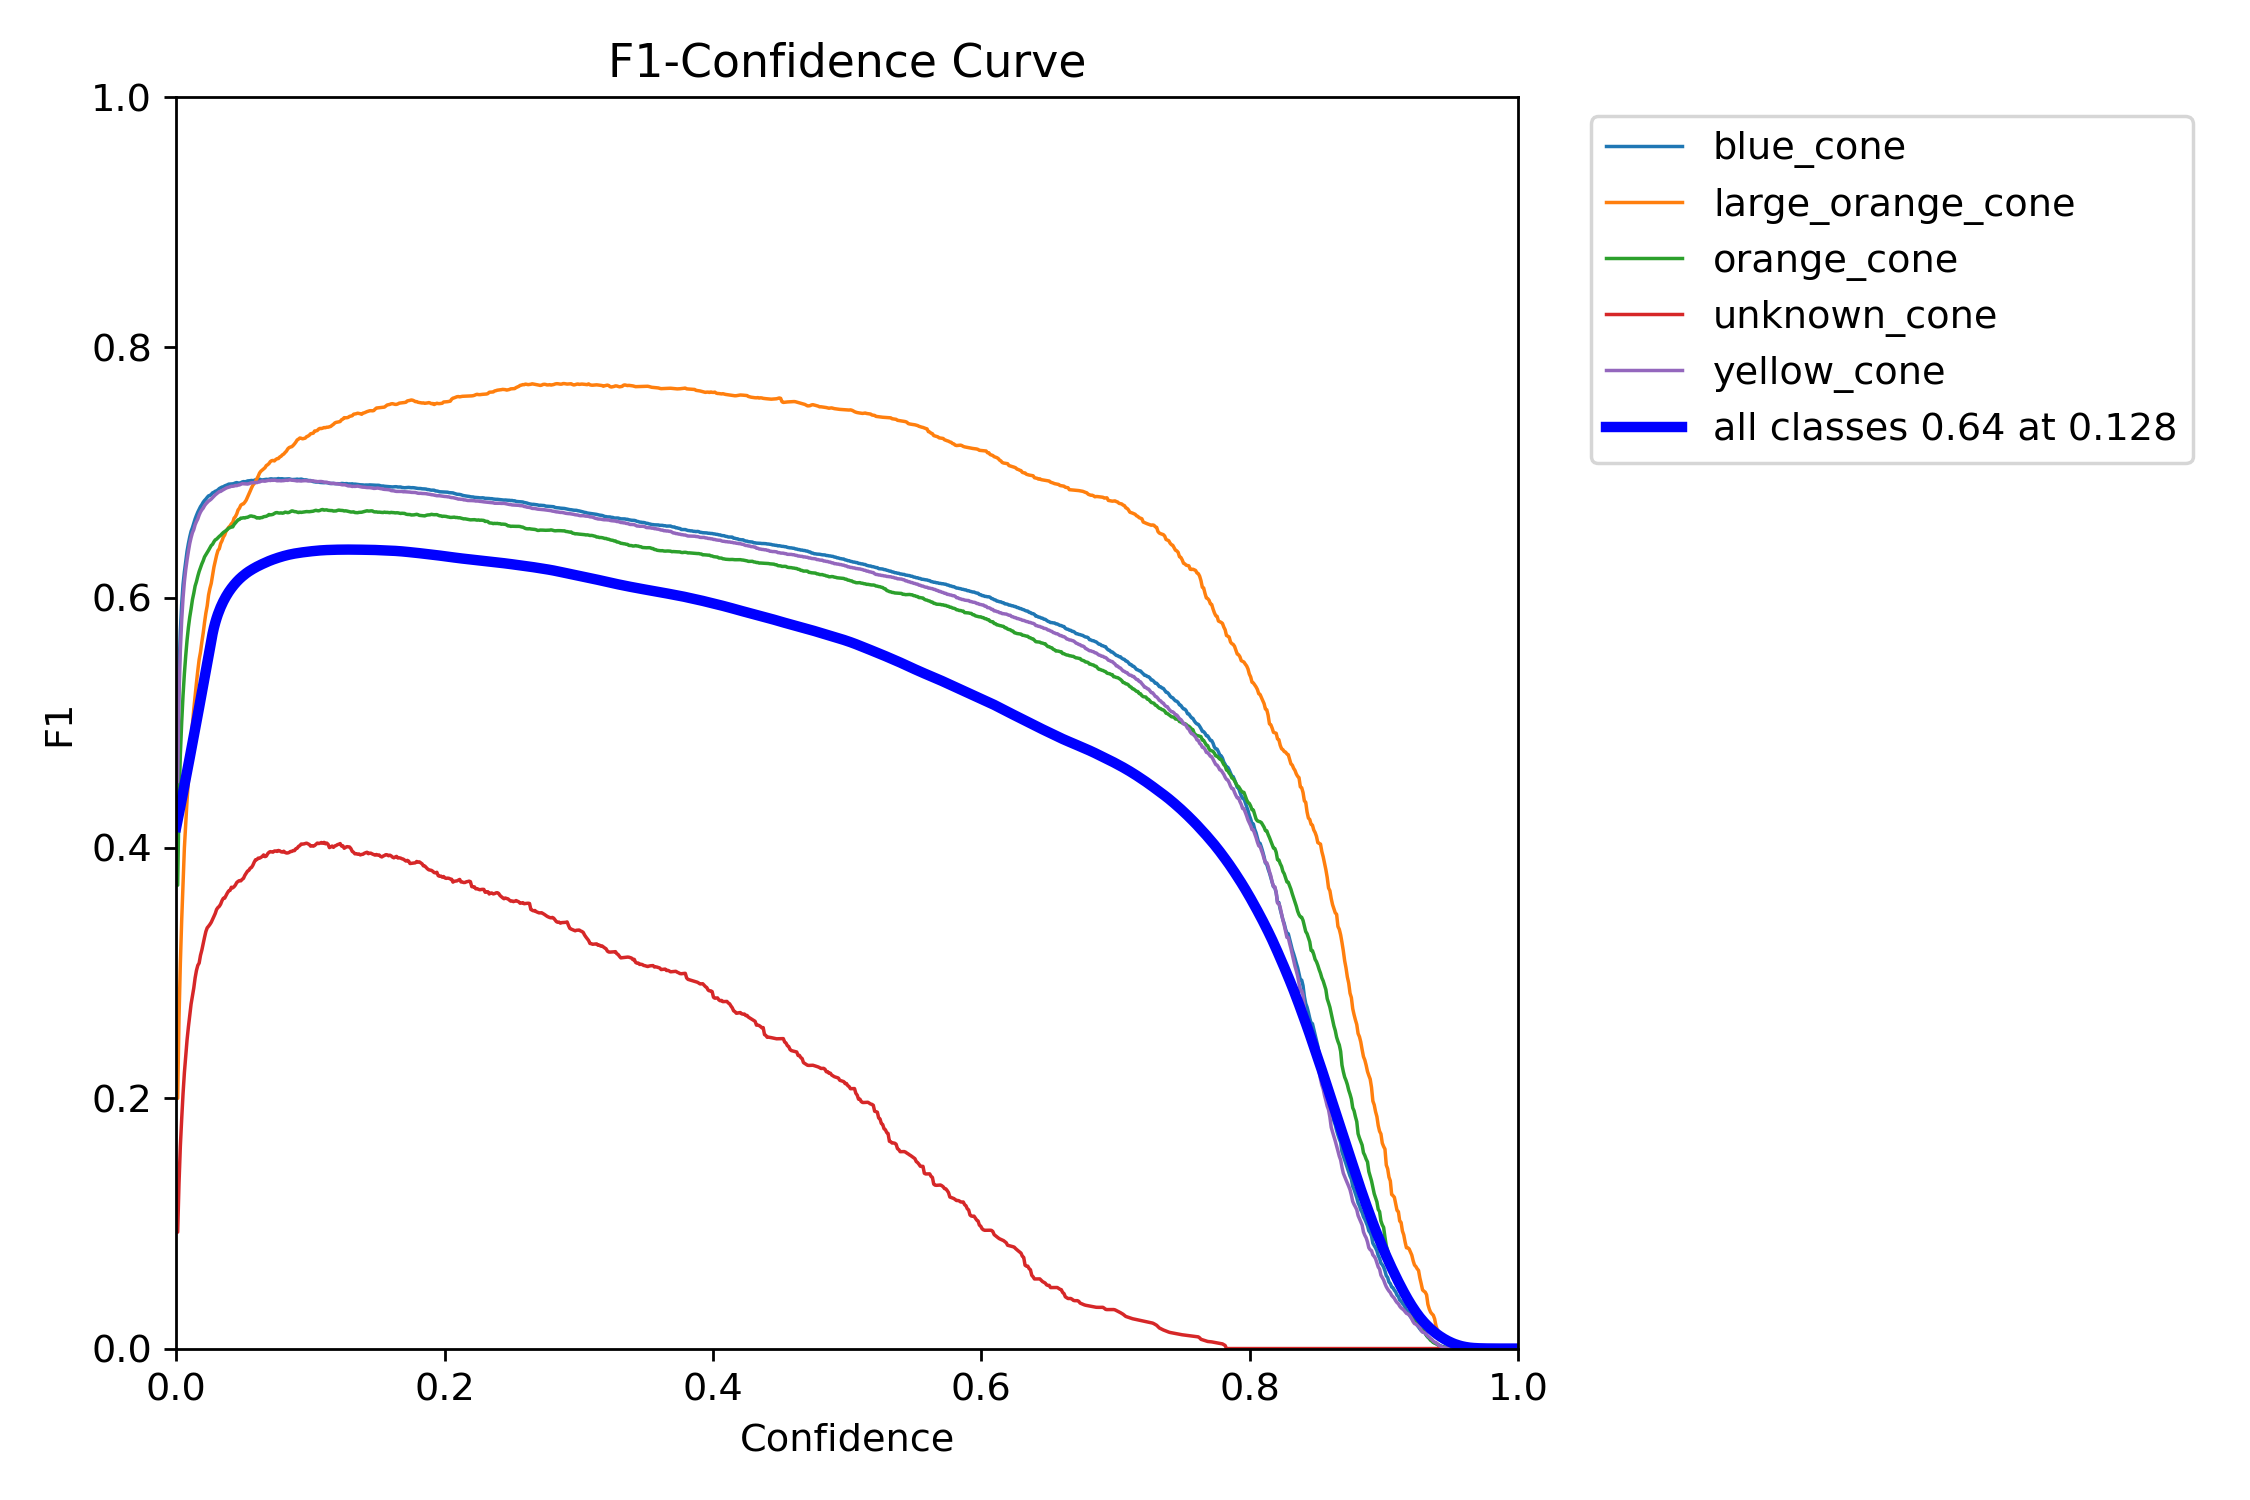 F1-Confidence Curve
1.0
0.8
0.6
0.4
0.2
0.0
F1
0.0 0.2 0.4 0.6 0.8 1.0
Confidence
blue_cone
large_orange_cone
orange_cone
unknown_cone
yellow_cone
all classes 0.64 at 0.128